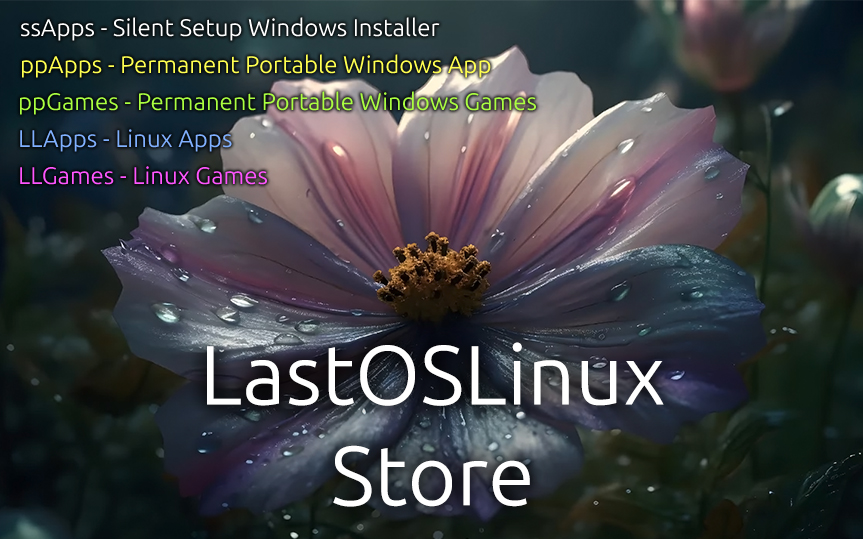 ssApps - Silent Setup Windows Installer
ppApps - Permanent Portable Windows App
ppGames - Permanent Portable Windows Games
LLApps - Linux Apps
LLGames - Linux Games
LastOSLinux
Store